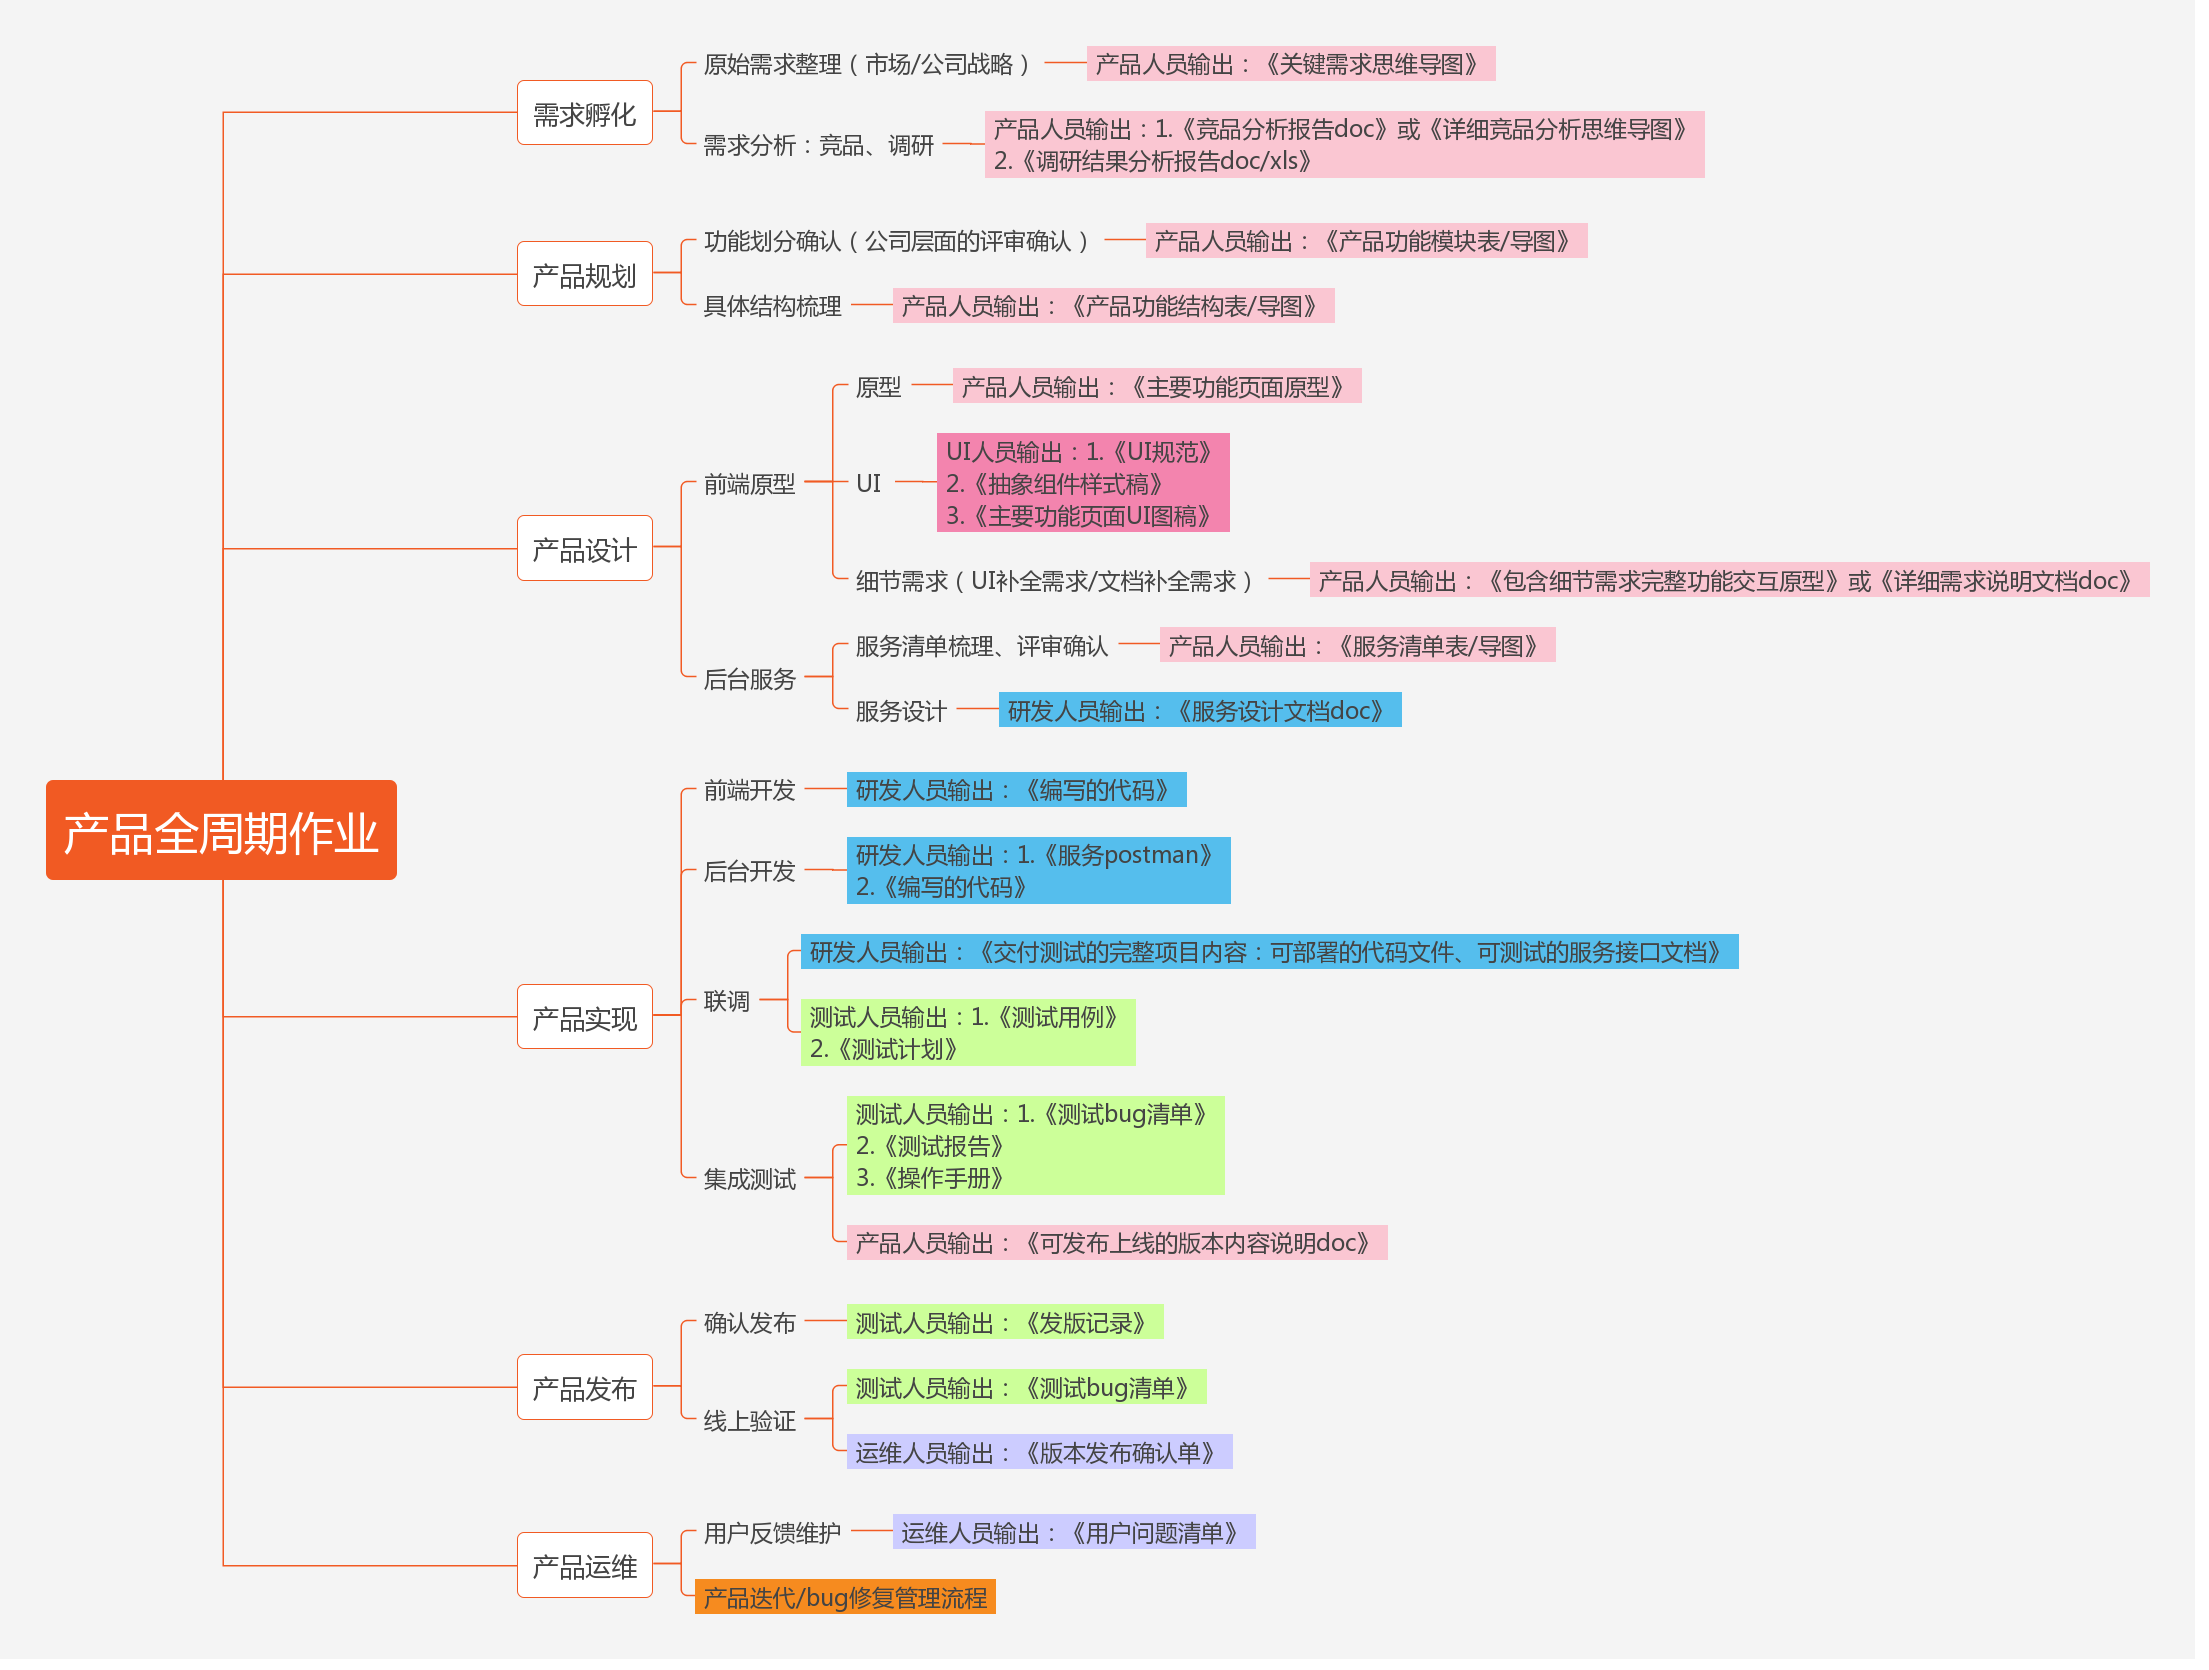 产品全周期作业
需求孵化
原始需求整理（市场/公司战略）
产品人员输出：《关键需求思维导图》
需求分析：竞品、调研
产品人员输出：1.《竞品分析报告doc》或《详细竞品分析思维导图》
2.《调研结果分析报告doc/xls》
产品规划
功能划分确认（公司层面的评审确认）
产品人员输出：《产品功能模块表/导图》
具体结构梳理
产品人员输出：《产品功能结构表/导图》
产品设计
前端原型
原型
产品人员输出：《主要功能页面原型》
UI
UI人员输出：1.《UI规范》
2.《抽象组件样式稿》
3.《主要功能页面UI图稿》
细节需求（UI补全需求/文档补全需求）
产品人员输出：《包含细节需求完整功能交互原型》或《详细需求说明文档doc》
后台服务
服务清单梳理、评审确认
产品人员输出：《服务清单表/导图》
服务设计
研发人员输出：《服务设计文档doc》
产品实现
前端开发
研发人员输出：《编写的代码》
后台开发
研发人员输出：1.《服务postman》
2.《编写的代码》
联调
研发人员输出：《交付测试的完整项目内容：可部署的代码文件、可测试的服务接口文档》
测试人员输出：1.《测试用例》
2.《测试计划》
集成测试
测试人员输出：1.《测试bug清单》
2.《测试报告》
3.《操作手册》
产品人员输出：《可发布上线的版本内容说明doc》
产品发布
确认发布
测试人员输出：《发版记录》
线上验证
测试人员输出：《测试bug清单》
运维人员输出：《版本发布确认单》
产品运维
用户反馈维护
运维人员输出：《用户问题清单》
产品迭代/bug修复管理流程